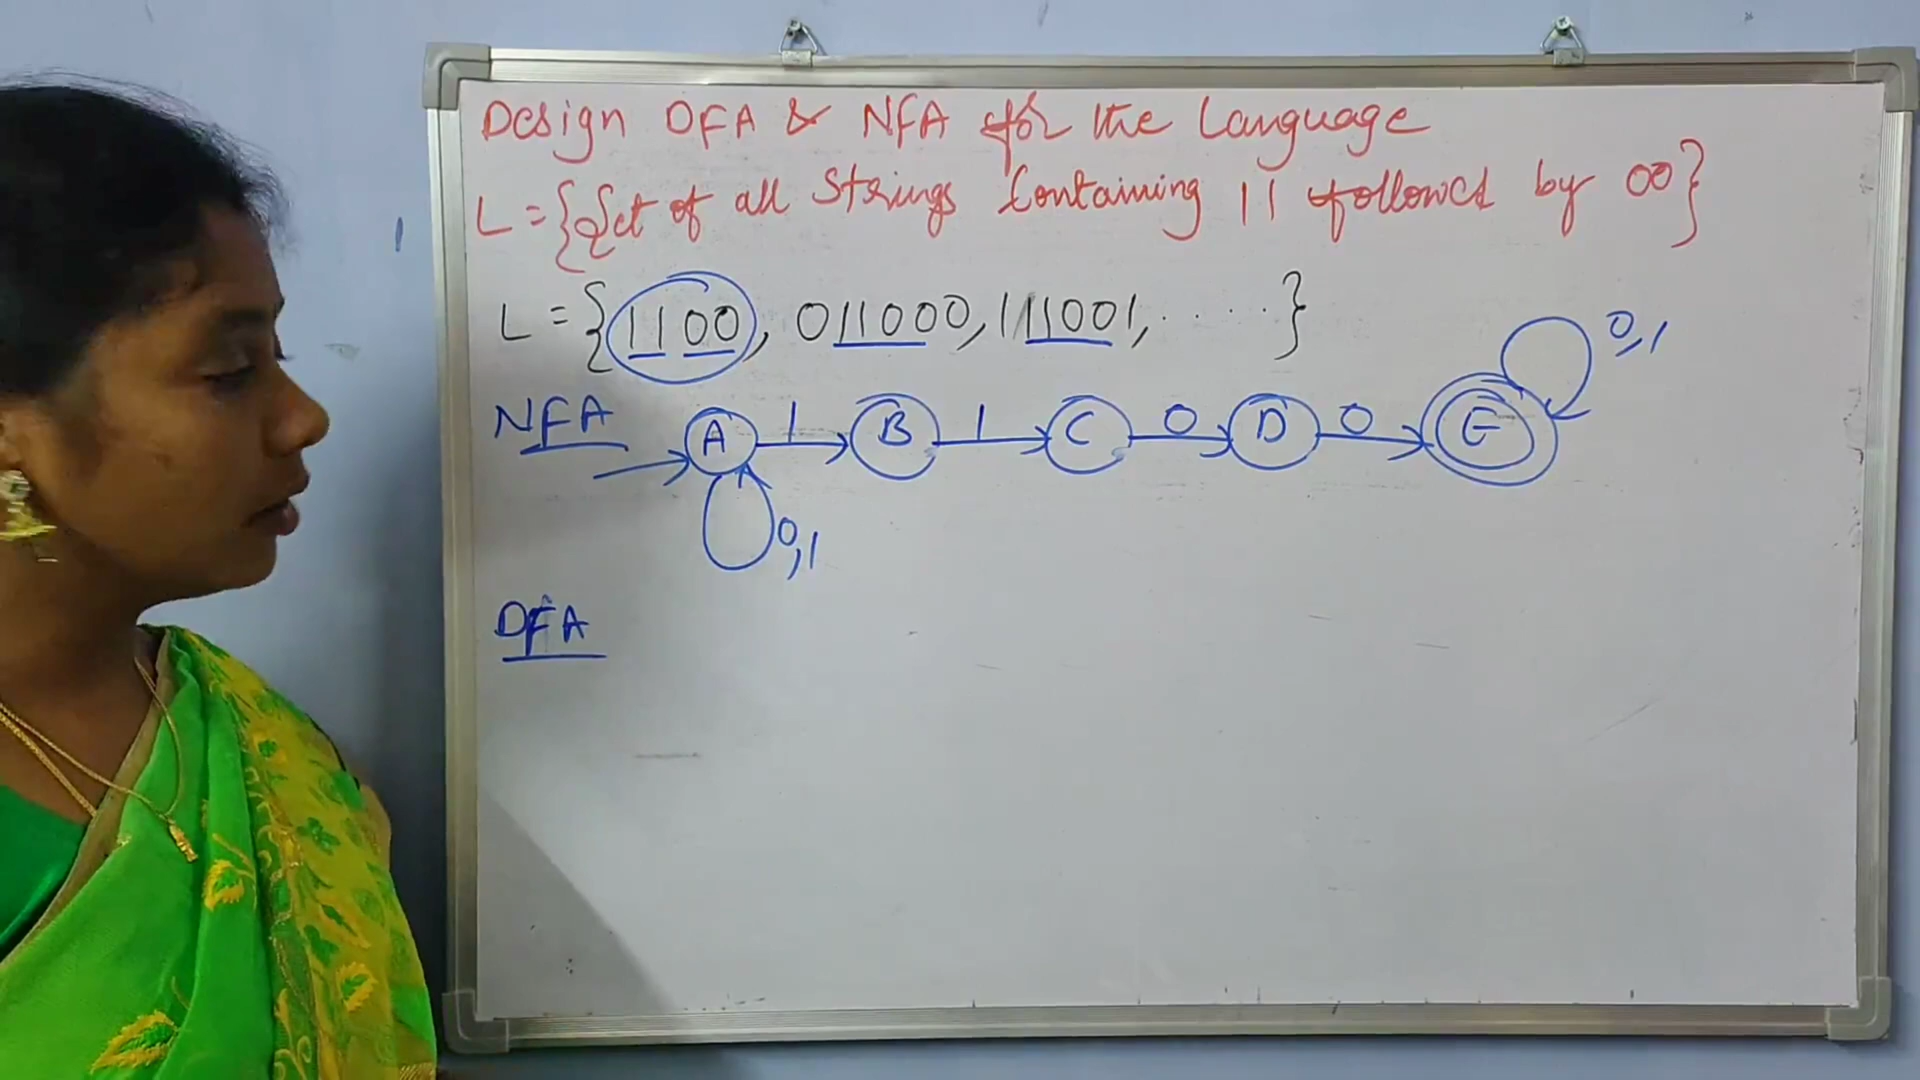 Design DFA & NFA for the Language
L = {Set of all Strings Containing 11 followed by 00}
L = {1100, 011000, 111001, ..... }
0,1
NFA A 1 B 1 C 0 D 0 E
0,1
DFA